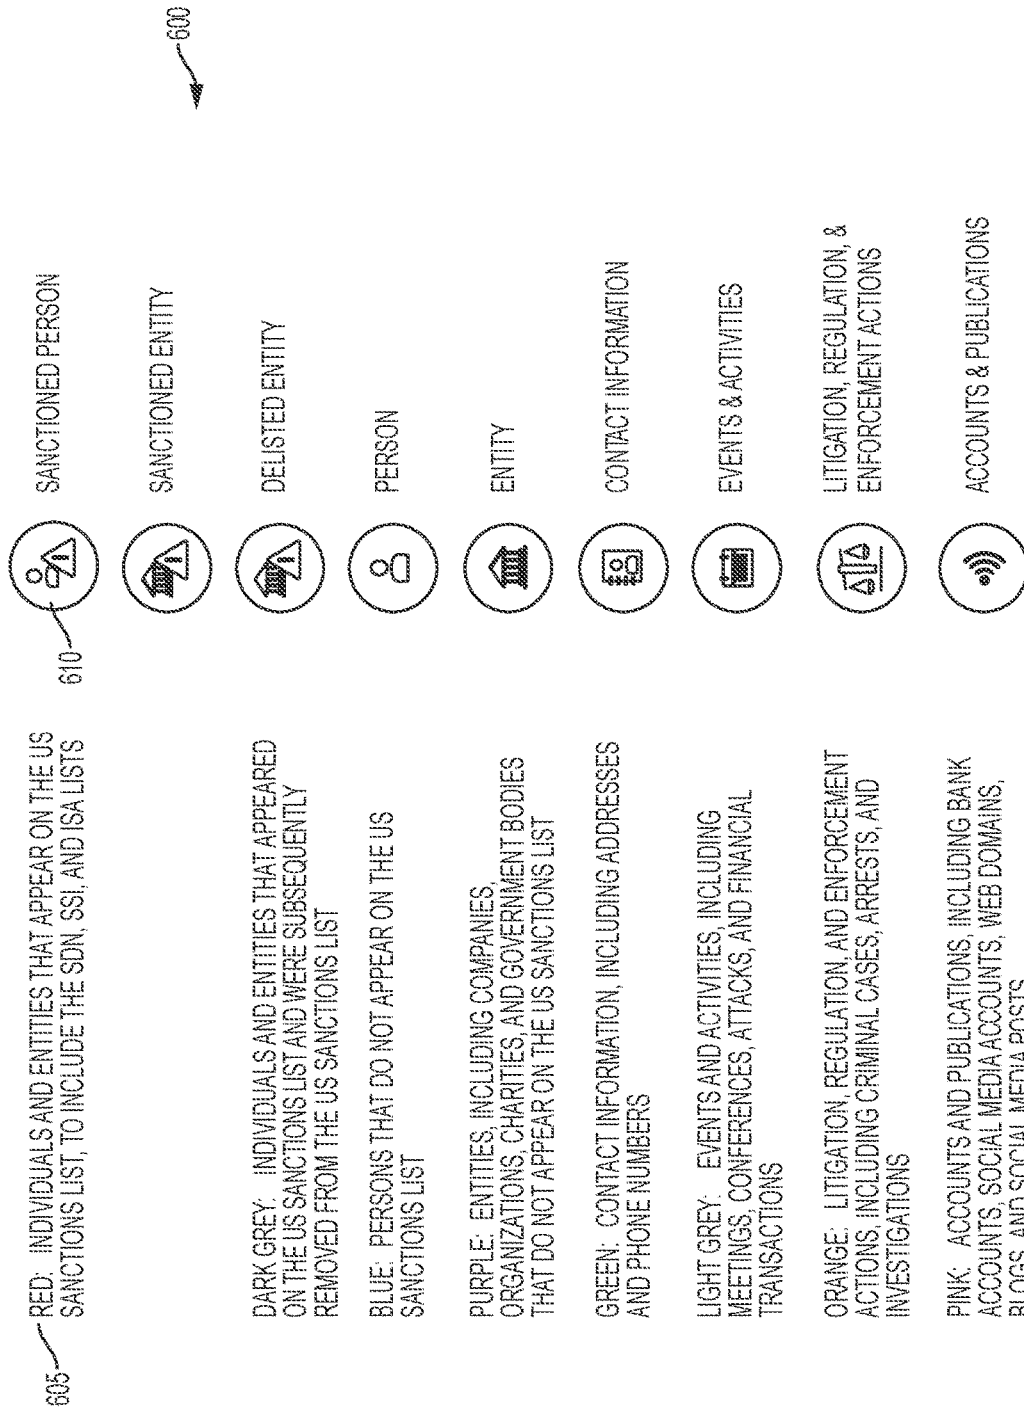 600
605
RED: INDIVIDUALS AND ENTITIES THAT APPEAR ON THE US
SANCTIONS LIST, TO INCLUDE THE SDN, SSI, AND ISA LISTS
610
SANCTIONED PERSON
SANCTIONED ENTITY
DARK GREY: INDIVIDUALS AND ENTITIES THAT APPEARED
ON THE US SANCTIONS LIST AND WERE SUBSEQUENTLY
REMOVED FROM THE US SANCTIONS LIST
DELISTED ENTITY
BLUE: PERSONS THAT DO NOT APPEAR ON THE US
SANCTIONS LIST
PERSON
PURPLE: ENTITIES, INCLUDING COMPANIES,
ORGANIZATIONS, CHARITIES, AND GOVERNMENT BODIES
THAT DO NOT APPEAR ON THE US SANCTIONS LIST
ENTITY
GREEN: CONTACT INFORMATION, INCLUDING ADDRESSES
AND PHONE NUMBERS
CONTACT INFORMATION
LIGHT GREY: EVENTS AND ACTIVITIES, INCLUDING
MEETINGS, CONFERENCES, ATTACKS, AND FINANCIAL
TRANSACTIONS
EVENTS & ACTIVITIES
ORANGE: LITIGATION, REGULATION, AND ENFORCEMENT
ACTIONS, INCLUDING CRIMINAL CASES, ARRESTS, AND
INVESTIGATIONS
LITIGATION, REGULATION, &
ENFORCEMENT ACTIONS
PINK: ACCOUNTS AND PUBLICATIONS, INCLUDING BANK
ACCOUNTS, SOCIAL MEDIA ACCOUNTS, WEB DOMAINS,
BLOGS, AND SOCIAL MEDIA POSTS
ACCOUNTS & PUBLICATIONS